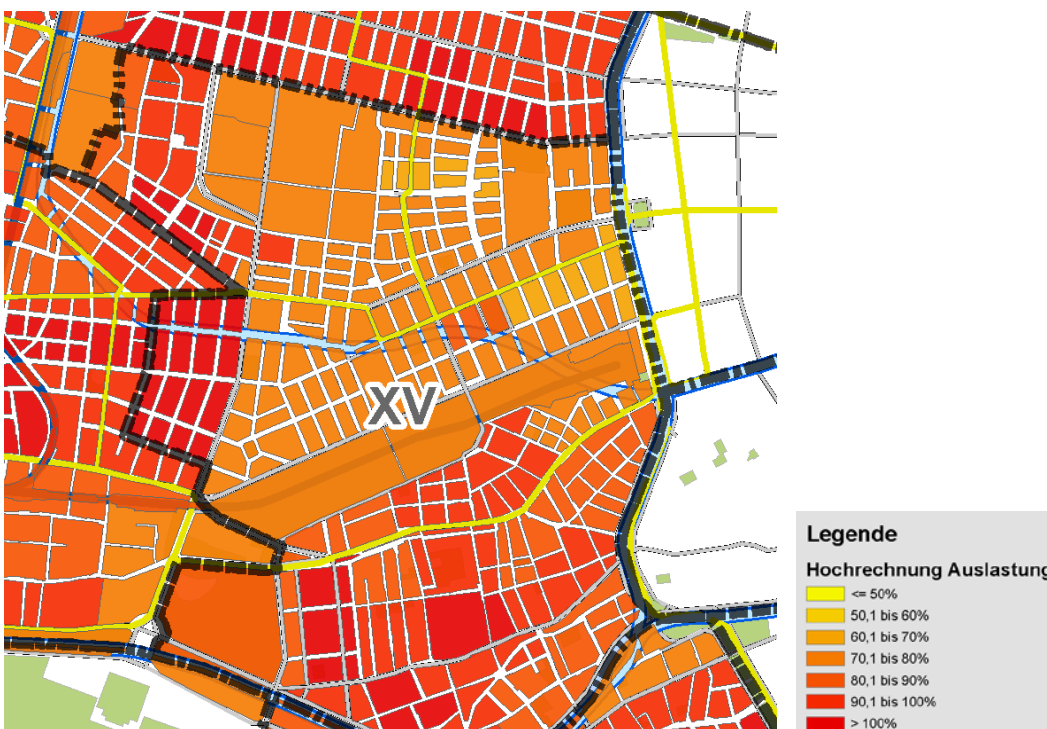 XV
Legende
Hochrechnung Auslastung
<= 50%
50,1 bis 60%
60,1 bis 70%
70,1 bis 80%
80,1 bis 90%
90,1 bis 100%
> 100%